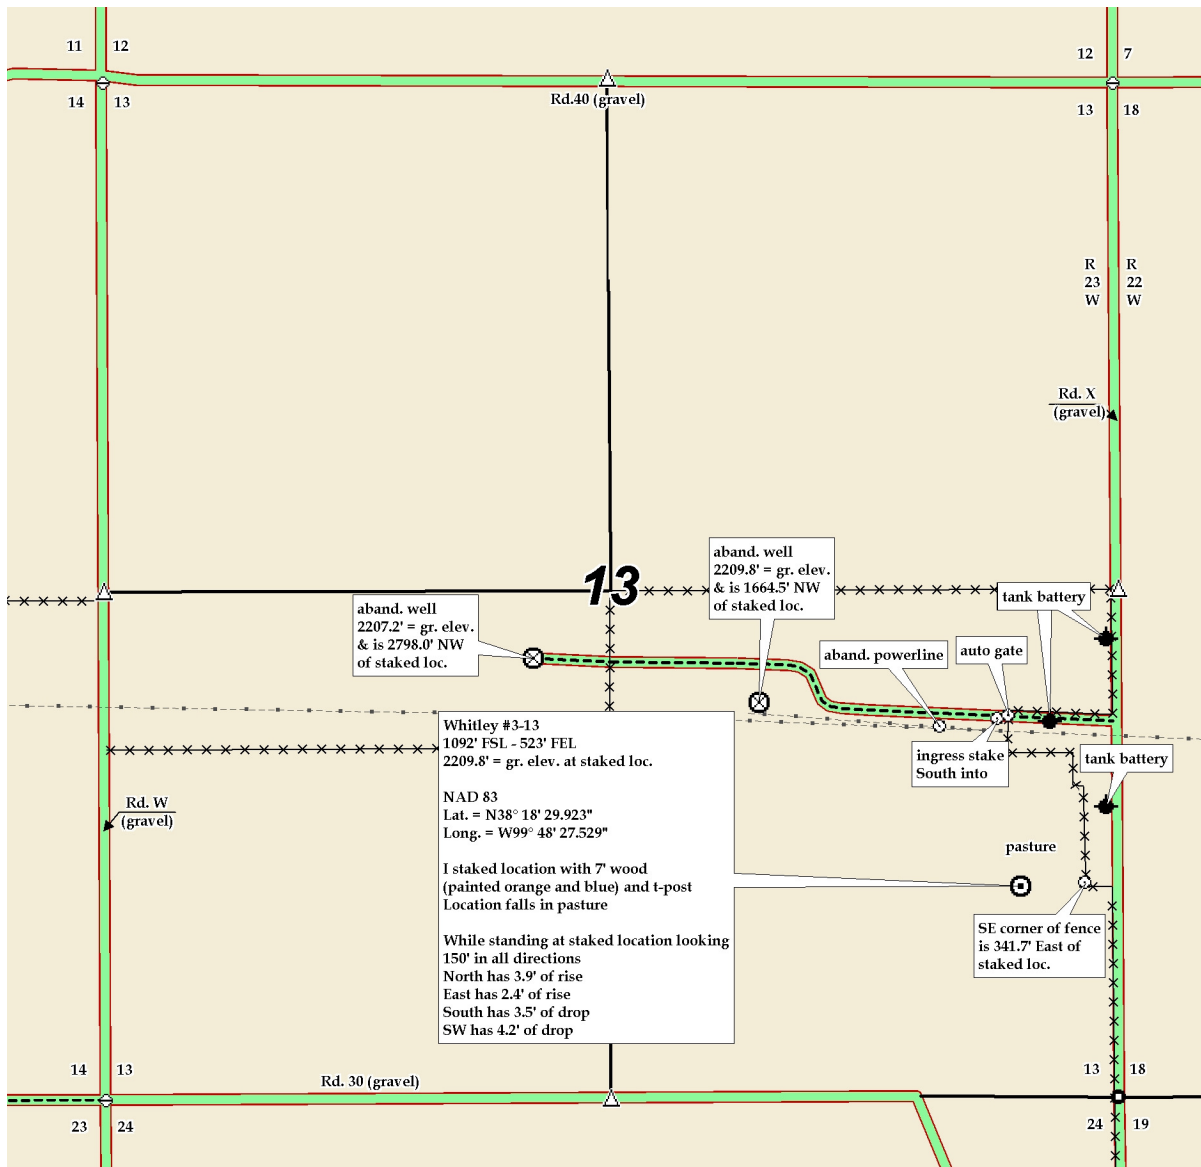 11 12
12 7
14 13
Rd.40 (gravel)
13 18
R R
23 22
W W
Rd. X
(gravel)
13
aband. well
2209.8' = gr. elev.
& is 1664.5' NW
of staked loc.
tank battery
aband. well
2207.2' = gr. elev.
& is 2798.0' NW
of staked loc.
aband. powerline
auto gate
ingress stake
South into
tank battery
Whitley #3-13
1092' FSL - 523' FEL
2209.8' = gr. elev. at staked loc.
NAD 83
Lat. = N38° 18' 29.923"
Long. = W99° 48' 27.529"
I staked location with 7' wood
(painted orange and blue) and t-post
Location falls in pasture
While standing at staked location looking
150' in all directions
North has 3.9' of rise
East has 2.4' of rise
South has 3.5' of drop
SW has 4.2' of drop
Rd. W
(gravel)
pasture
SE corner of fence
is 341.7' East of
staked loc.
14 13
Rd. 30 (gravel)
13 18
23 24
24 19